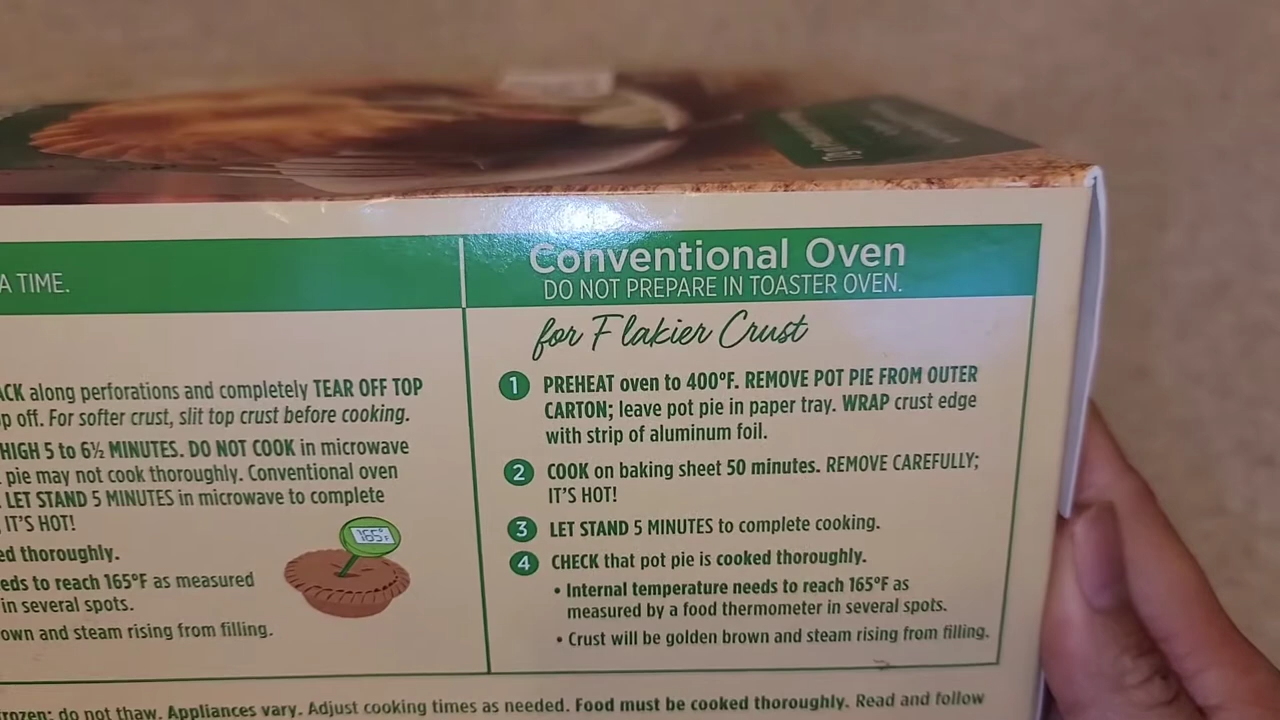 A TIME.
ACK along perforations and completely TEAR OFF TOP
p off. For softer crust, slit top crust before cooking.
HIGH 5 to 6½ MINUTES. DO NOT COOK in microwave
pie may not cook thoroughly. Conventional oven
LET STAND 5 MINUTES in microwave to complete
IT'S HOT!
ed thoroughly.
eds to reach 165°F as measured
in several spots.
own and steam rising from filling.
165°F
Conventional Oven
DO NOT PREPARE IN TOASTER OVEN.
for Flakier Crust
1 PREHEAT oven to 400°F. REMOVE POT PIE FROM OUTER
CARTON; leave pot pie in paper tray. WRAP crust edge
with strip of aluminum foil.
2 COOK on baking sheet 50 minutes. REMOVE CAREFULLY;
IT'S HOT!
3 LET STAND 5 MINUTES to complete cooking.
4 CHECK that pot pie is cooked thoroughly.
• Internal temperature needs to reach 165°F as
measured by a food thermometer in several spots.
• Crust will be golden brown and steam rising from filling.
rozen; do not thaw. Appliances vary. Adjust cooking times as needed. Food must be cooked thoroughly. Read and follow